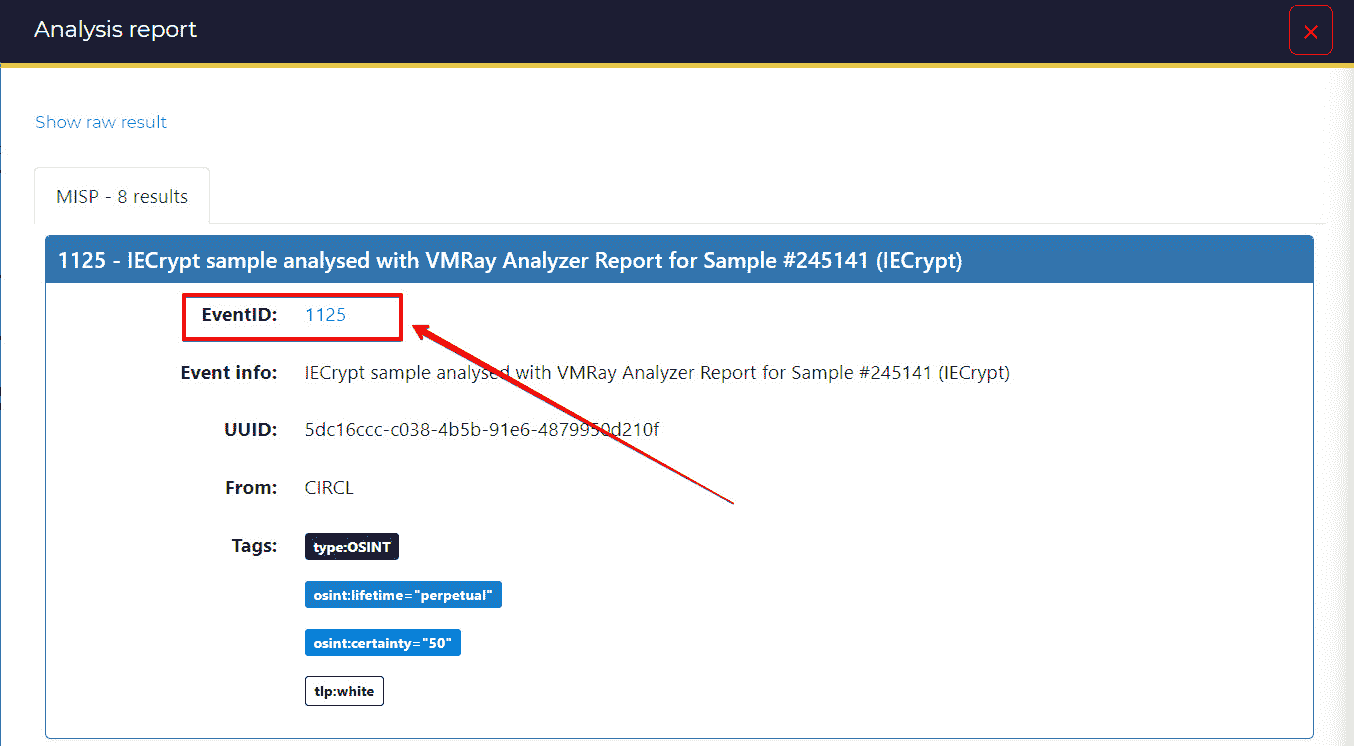 Analysis report
Show raw result
MISP - 8 results
1125 - IECrypt sample analysed with VMRay Analyzer Report for Sample #245141 (IECrypt)
EventID: 1125
Event info: IECrypt sample analysed with VMRay Analyzer Report for Sample #245141 (IECrypt)
UUID: 5dc16ccc-c038-4b5b-91e6-4879950d210f
From: CIRCL
Tags: type:OSINT
osint:lifetime="perpetual"
osint:certainty="50"
tlp:white